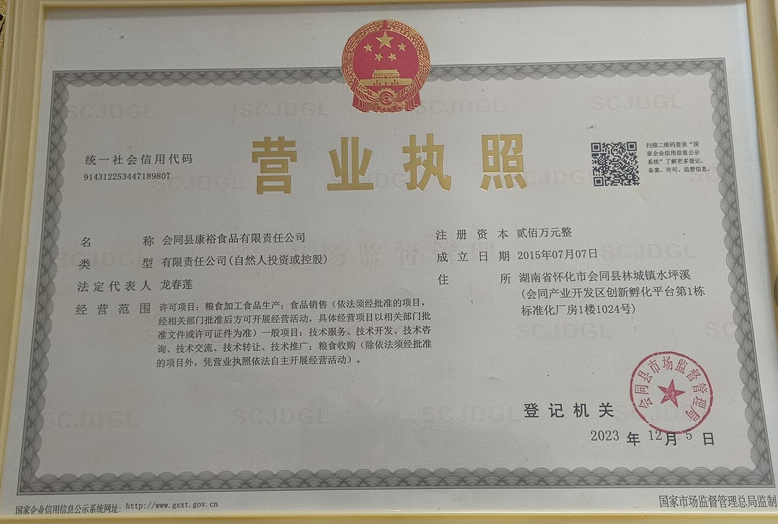 营业执照
统一社会信用代码
91431225344718980T
扫描二维码登录“国
家企业信用信息公示
系统”了解更多登记、
备案、许可、监管信息。
名称 会同县康裕食品有限责任公司
类型 有限责任公司(自然人投资或控股)
法定代表人 龙春莲
经营范围 许可项目：粮食加工食品生产；食品销售（依法须经批准的项目，
经相关部门批准后方可开展经营活动，具体经营项目以相关部门批
准文件或许可证件为准）一般项目：技术服务、技术开发、技术咨
询、技术交流、技术转让、技术推广；粮食收购（除依法须经批准
的项目外，凭营业执照依法自主开展经营活动）。
注册资本 贰佰万元整
成立日期 2015年07月07日
住所 湖南省怀化市会同县林城镇水坪溪
(会同产业开发区创新孵化平台第1栋
标准化厂房1楼1024号)
登记机关
会同县市场监督管理局
2023 年 12 月 5 日
国家企业信用信息公示系统网址: http://www.gsxt.gov.cn
国家市场监督管理总局监制
SCJDGL